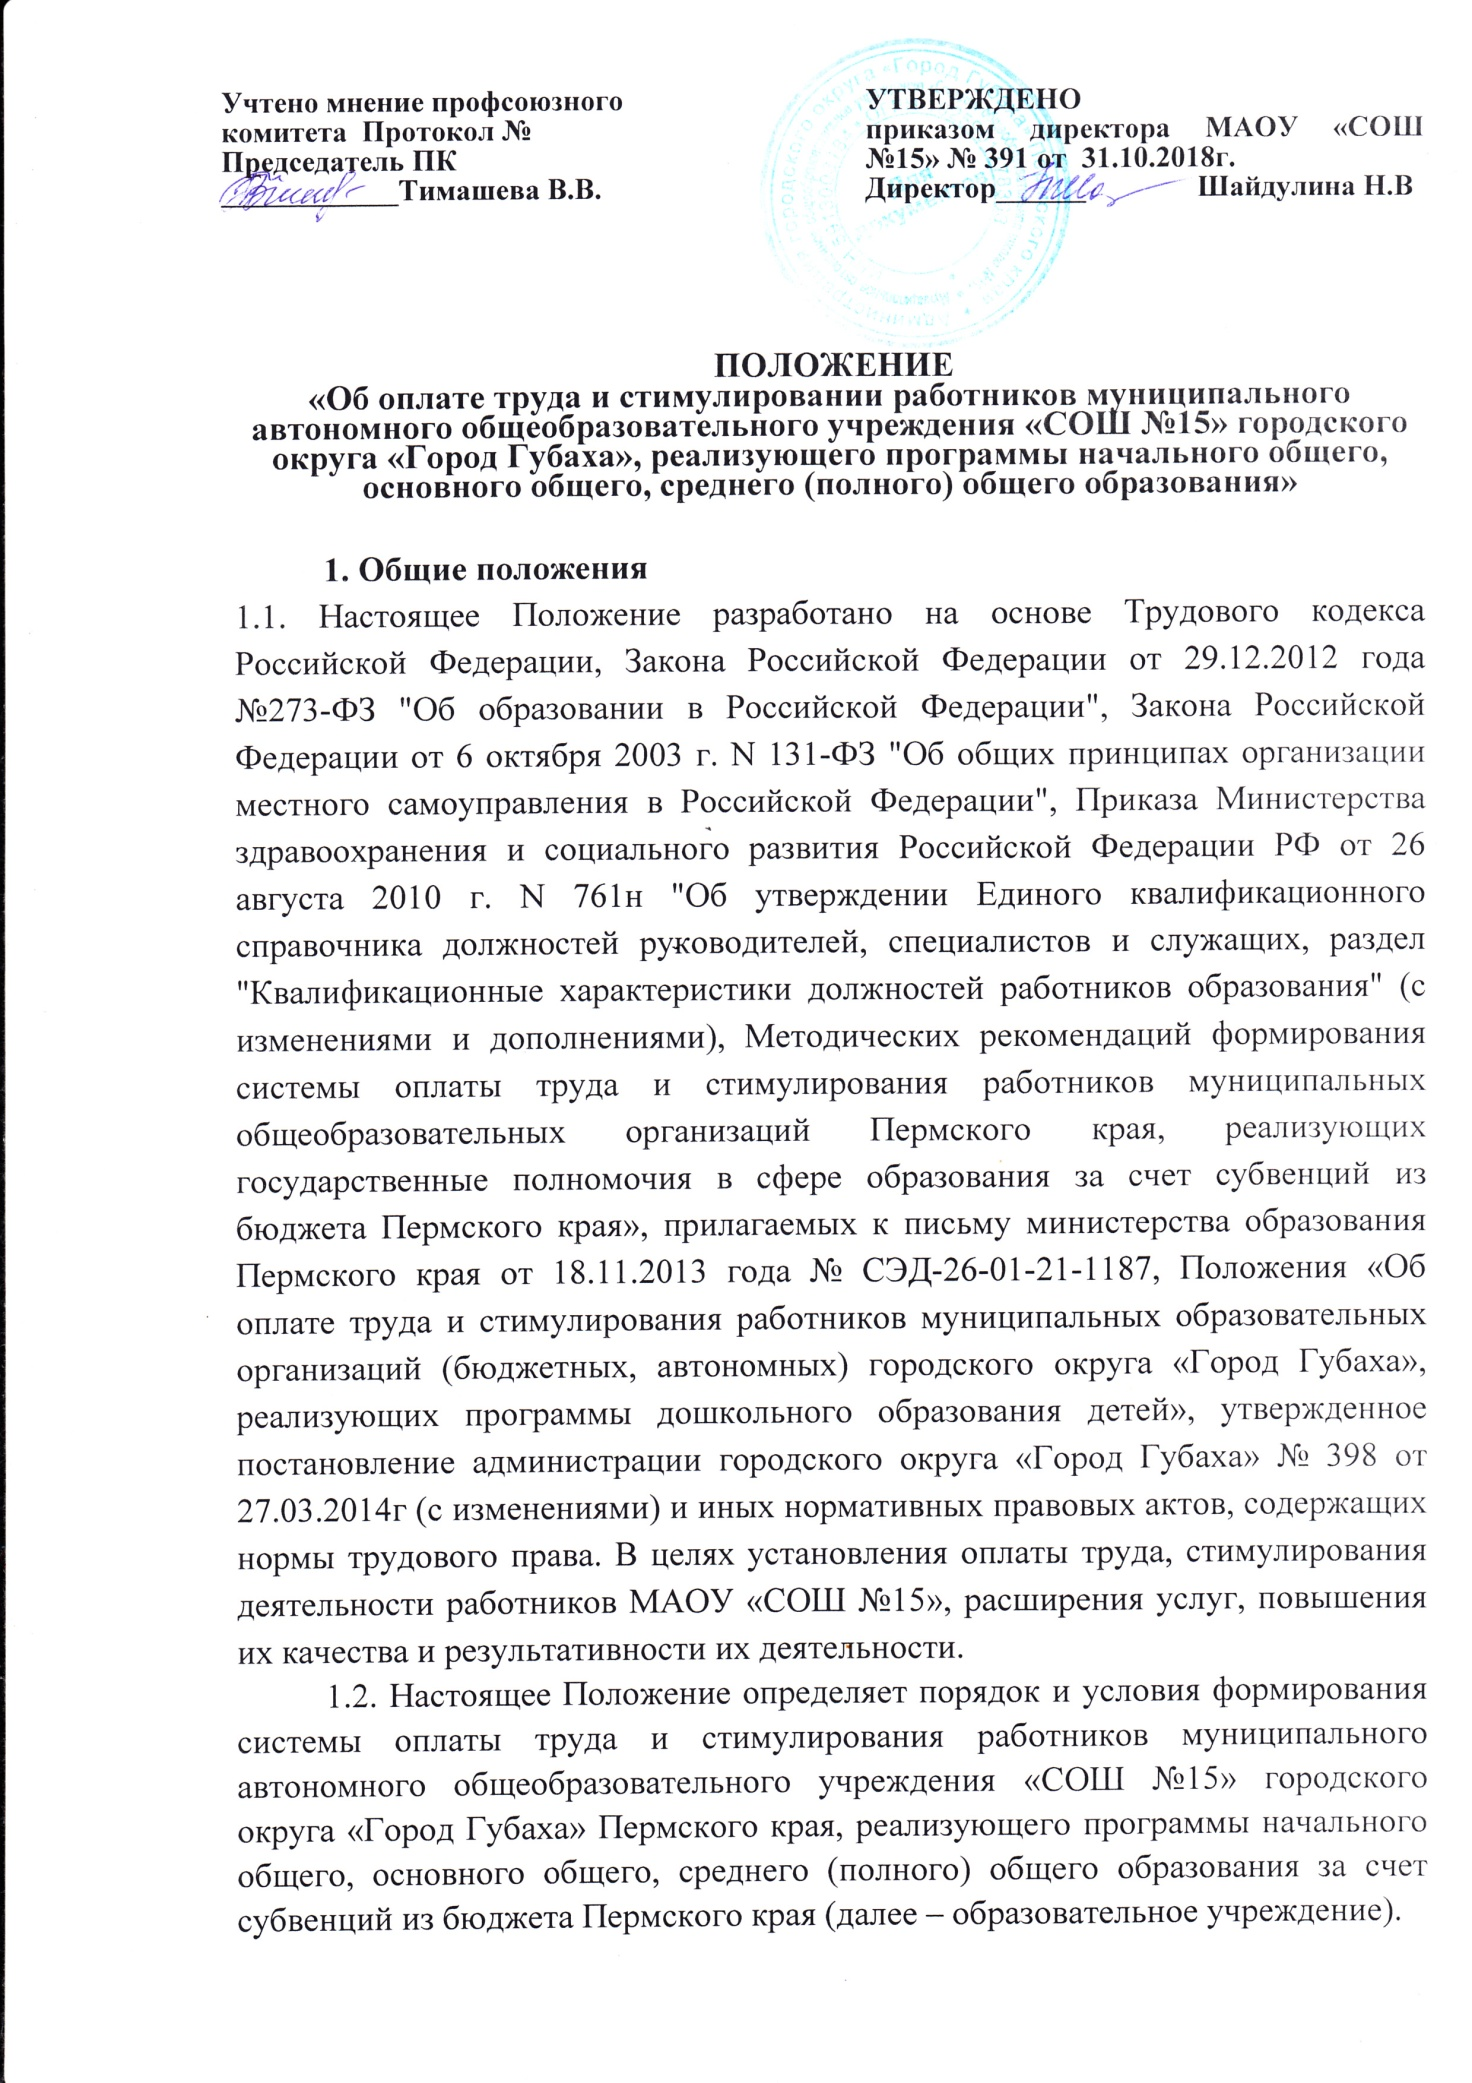 Учтено мнение профсоюзного
комитета Протокол №
Председатель ПК
____________Тимашева В.В.
УТВЕРЖДЕНО
приказом директора МАОУ «СОШ
№15» № 391 от 31.10.2018г.
Директор______ Шайдулина Н.В
ПОЛОЖЕНИЕ
«Об оплате труда и стимулировании работников муниципального
автономного общеобразовательного учреждения «СОШ №15» городского
округа «Город Губаха», реализующего программы начального общего,
основного общего, среднего (полного) общего образования»
1. Общие положения
1.1. Настоящее Положение разработано на основе Трудового кодекса
Российской Федерации, Закона Российской Федерации от 29.12.2012 года
№273-ФЗ "Об образовании в Российской Федерации", Закона Российской
Федерации от 6 октября 2003 г. N 131-ФЗ "Об общих принципах организации
местного самоуправления в Российской Федерации", Приказа Министерства
здравоохранения и социального развития Российской Федерации РФ от 26
августа 2010 г. N 761н "Об утверждении Единого квалификационного
справочника должностей руководителей, специалистов и служащих, раздел
"Квалификационные характеристики должностей работников образования" (с
изменениями и дополнениями), Методических рекомендаций формирования
системы оплаты труда и стимулирования работников муниципальных
общеобразовательных организаций Пермского края, реализующих
государственные полномочия в сфере образования за счет субвенций из
бюджета Пермского края», прилагаемых к письму министерства образования
Пермского края от 18.11.2013 года № СЭД-26-01-21-1187, Положения «Об
оплате труда и стимулирования работников муниципальных образовательных
организаций (бюджетных, автономных) городского округа «Город Губаха»,
реализующих программы дошкольного образования детей», утвержденное
постановление администрации городского округа «Город Губаха» № 398 от
27.03.2014г (с изменениями) и иных нормативных правовых актов, содержащих
нормы трудового права. В целях установления оплаты труда, стимулирования
деятельности работников МАОУ «СОШ №15», расширения услуг, повышения
их качества и результативности их деятельности.
1.2. Настоящее Положение определяет порядок и условия формирования
системы оплаты труда и стимулирования работников муниципального
автономного общеобразовательного учреждения «СОШ №15» городского
округа «Город Губаха» Пермского края, реализующего программы начального
общего, основного общего, среднего (полного) общего образования за счет
субвенций из бюджета Пермского края (далее – образовательное учреждение).